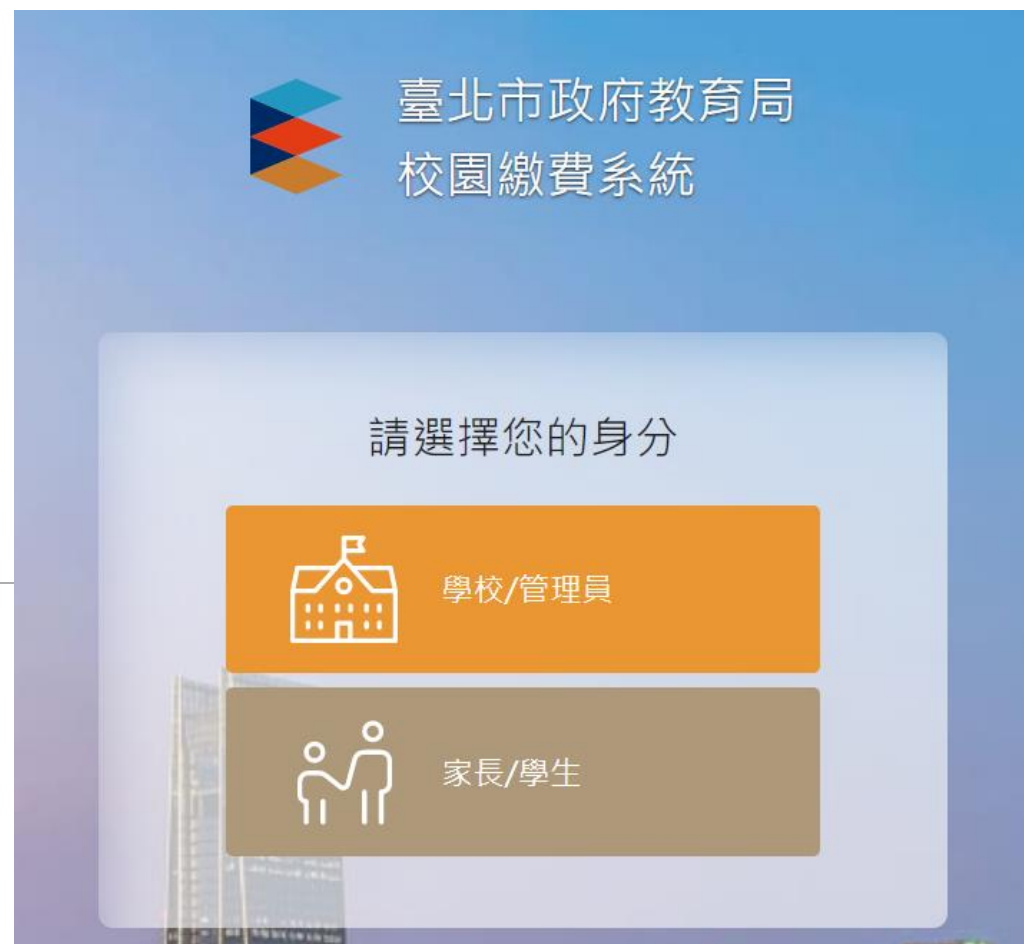 臺北市政府教育局
校園繳費系統
請選擇您的身分
學校/管理員
家長/學生